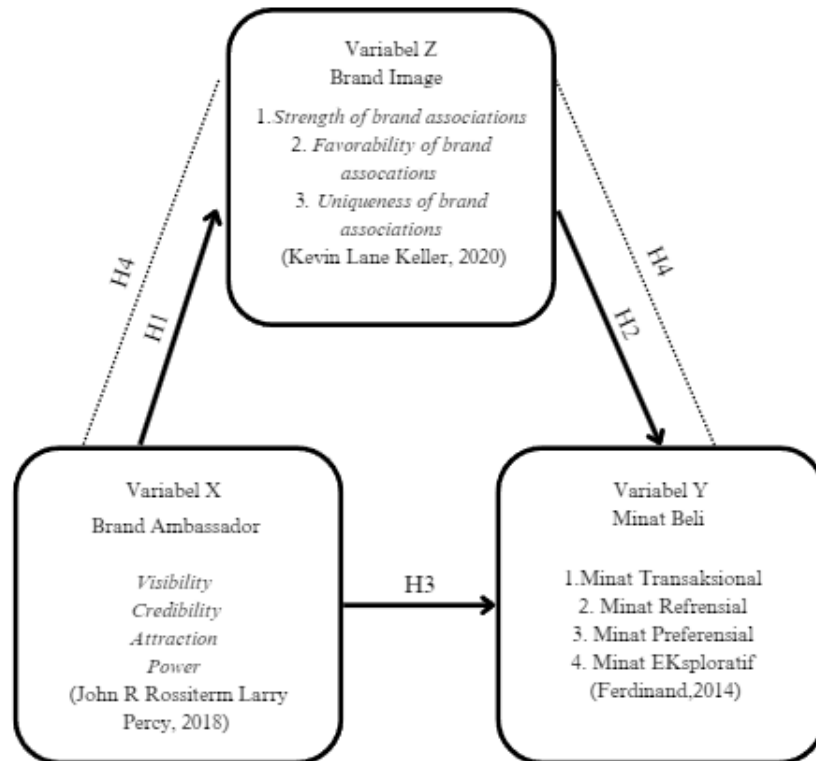 Variabel Z
Brand Image
1.Strength of brand associations
2. Favorability of brand
assocations
3. Uniqueness of brand
associations
(Kevin Lane Keller, 2020)
H4
H1
H2
H4
Variabel X
Brand Ambassador
Visibility
Credibility
Attraction
Power
(John R Rossiterm Larry
Percy, 2018)
H3
Variabel Y
Minat Beli
1.Minat Transaksional
2. Minat Refrensial
3. Minat Preferensial
4. Minat EKsploratif
(Ferdinand,2014)